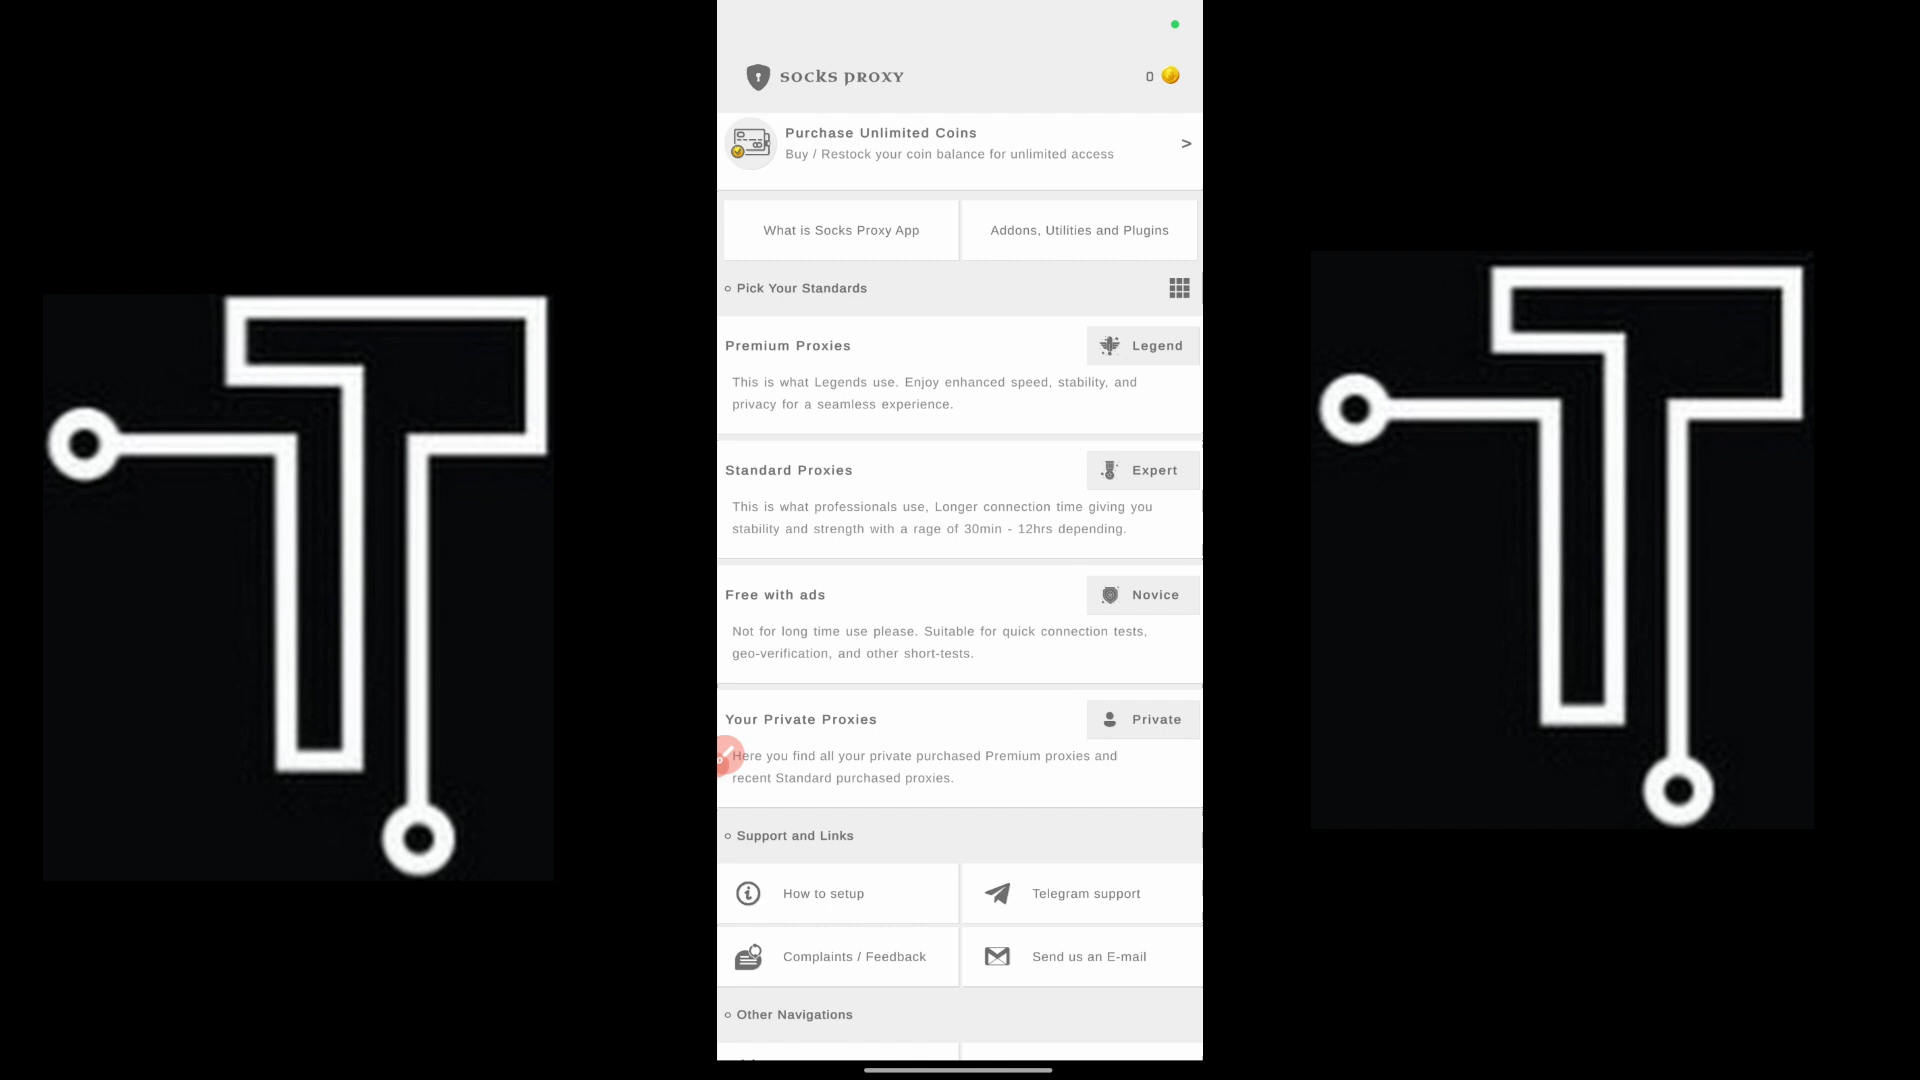 SOCKS PROXY
0
Purchase Unlimited Coins
Buy / Restock your coin balance for unlimited access
>
What is Socks Proxy App
Addons, Utilities and Plugins
Pick Your Standards
Premium Proxies
Legend
This is what Legends use. Enjoy enhanced speed, stability, and
privacy for a seamless experience.
Standard Proxies
Expert
This is what professionals use, Longer connection time giving you
stability and strength with a rage of 30min - 12hrs depending.
Free with ads
Novice
Not for long time use please. Suitable for quick connection tests,
geo-verification, and other short-tests.
Your Private Proxies
Private
Here you find all your private purchased Premium proxies and
recent Standard purchased proxies.
Support and Links
How to setup
Telegram support
Complaints / Feedback
Send us an E-mail
Other Navigations